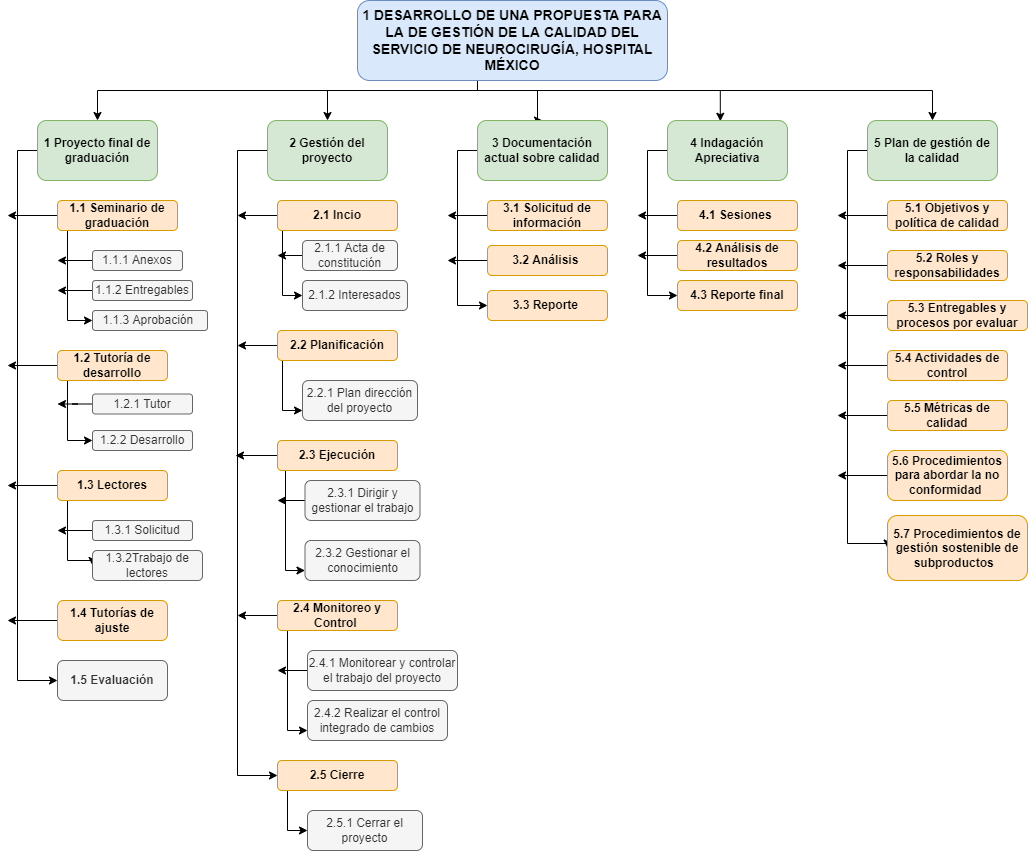 1 DESARROLLO DE UNA PROPUESTA PARA
LA DE GESTIÓN DE LA CALIDAD DEL
SERVICIO DE NEUROCIRUGÍA, HOSPITAL
MÉXICO
1 Proyecto final de
graduación
1.1 Seminario de
graduación
1.1.1 Anexos
1.1.2 Entregables
1.1.3 Aprobación
1.2 Tutoría de
desarrollo
1.2.1 Tutor
1.2.2 Desarrollo
1.3 Lectores
1.3.1 Solicitud
1.3.2Trabajo de
lectores
1.4 Tutorías de
ajuste
1.5 Evaluación
2 Gestión del
proyecto
2.1 Incio
2.1.1 Acta de
constitución
2.1.2 Interesados
2.2 Planificación
2.2.1 Plan dirección
del proyecto
2.3 Ejecución
2.3.1 Dirigir y
gestionar el trabajo
2.3.2 Gestionar el
conocimiento
2.4 Monitoreo y
Control
2.4.1 Monitorear y controlar
el trabajo del proyecto
2.4.2 Realizar el control
integrado de cambios
2.5 Cierre
2.5.1 Cerrar el
proyecto
3 Documentación
actual sobre calidad
3.1 Solicitud de
información
3.2 Análisis
3.3 Reporte
4 Indagación
Apreciativa
4.1 Sesiones
4.2 Análisis de
resultados
4.3 Reporte final
5 Plan de gestión de
la calidad
5.1 Objetivos y
política de calidad
5.2 Roles y
responsabilidades
5.3 Entregables y
procesos por evaluar
5.4 Actividades de
control
5.5 Métricas de
calidad
5.6 Procedimientos
para abordar la no
conformidad
5.7 Procedimientos de
gestión sostenible de
subproductos